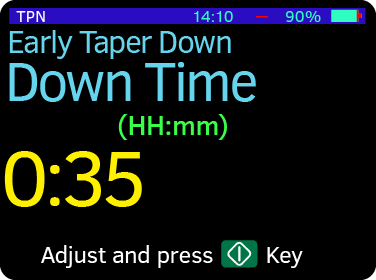 TPN 14:10 90%
Early Taper Down
Down Time
(HH:mm)
0:35
Adjust and press Key